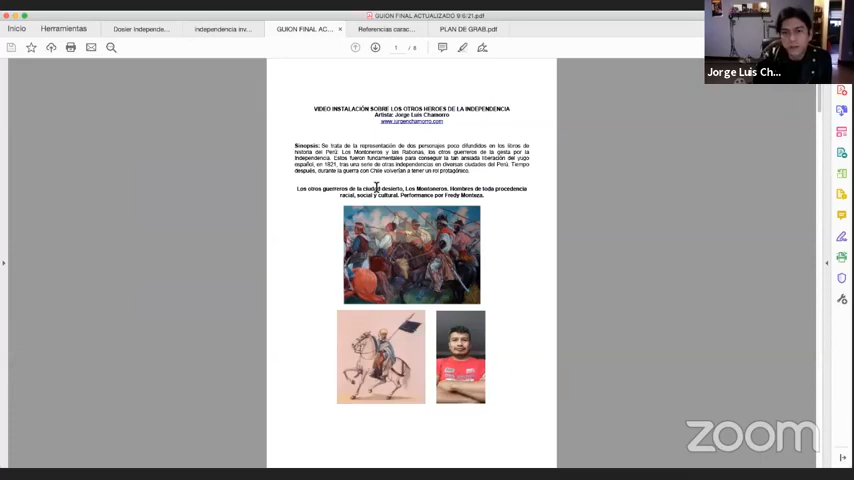 GUION FINAL ACTUALIZADO 9:6:21.pdf
Inicio Herramientas Dosier Independe... independencia inv... GUION FINAL AC... × Referencias carac... PLAN DE GRAB.pdf
1 / 8
Jorge Luis Ch...
VIDEO INSTALACIÓN SOBRE LOS OTROS HEROES DE LA INDEPENDENCIA
Artista: Jorge Luis Chamorro
www.jurgenchamorro.com
Sinopsis: Se trata de la representación de dos personajes poco difundidos en los libros de
historia del Perú. Los Montoneros y las Rabonas, los otros guerreros de la gesta por la
Independencia. Estos fueron fundamentales para conseguir la tan ansiada liberación del yugo
español, en 1821, tras una serie de otras independencias en diversas ciudades del Perú. Tiempo
después, durante la guerra con Chile volverían a tener un rol protagónico.
Los otros guerreros de la ciudad desierto, Los Montoneros. Hombres de toda procedencia
racial, social y cultural. Performance por Fredy Montoza.
zoom